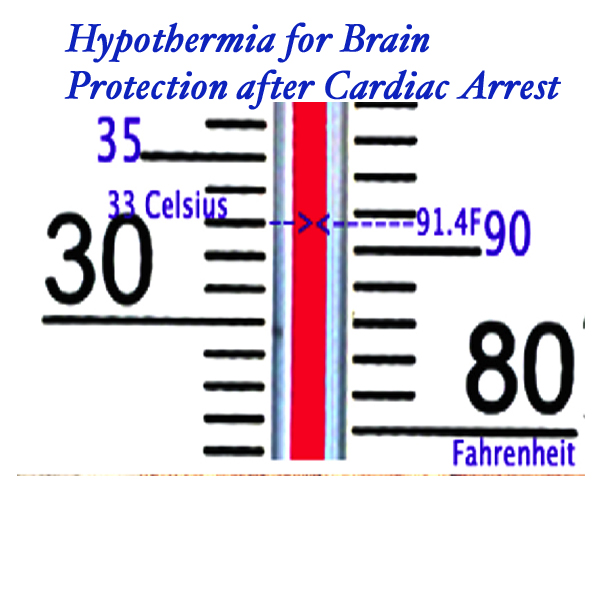 Hypothermia for Brain
Protection after Cardiac Arrest
35
33 Celsius
91.4F
90
30
80
Fahrenheit